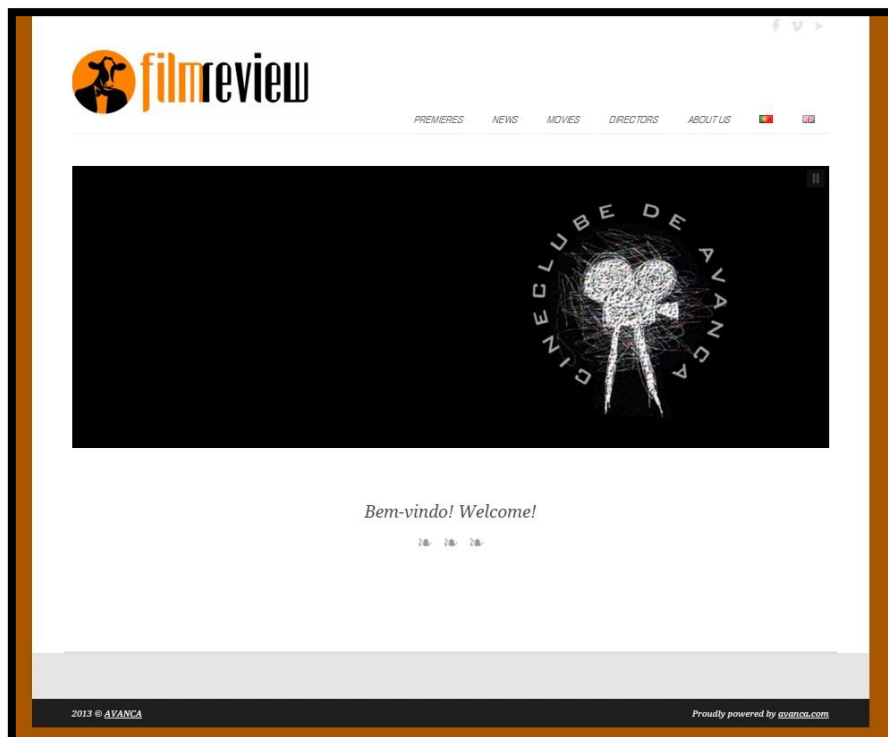 filmreview
PREMIERES NEWS MOVIES DIRECTORS ABOUT US
CINECLUBE DE AVANCA
Bem-vindo! Welcome!
2013 © AVANCA
Proudly powered by avanca.com